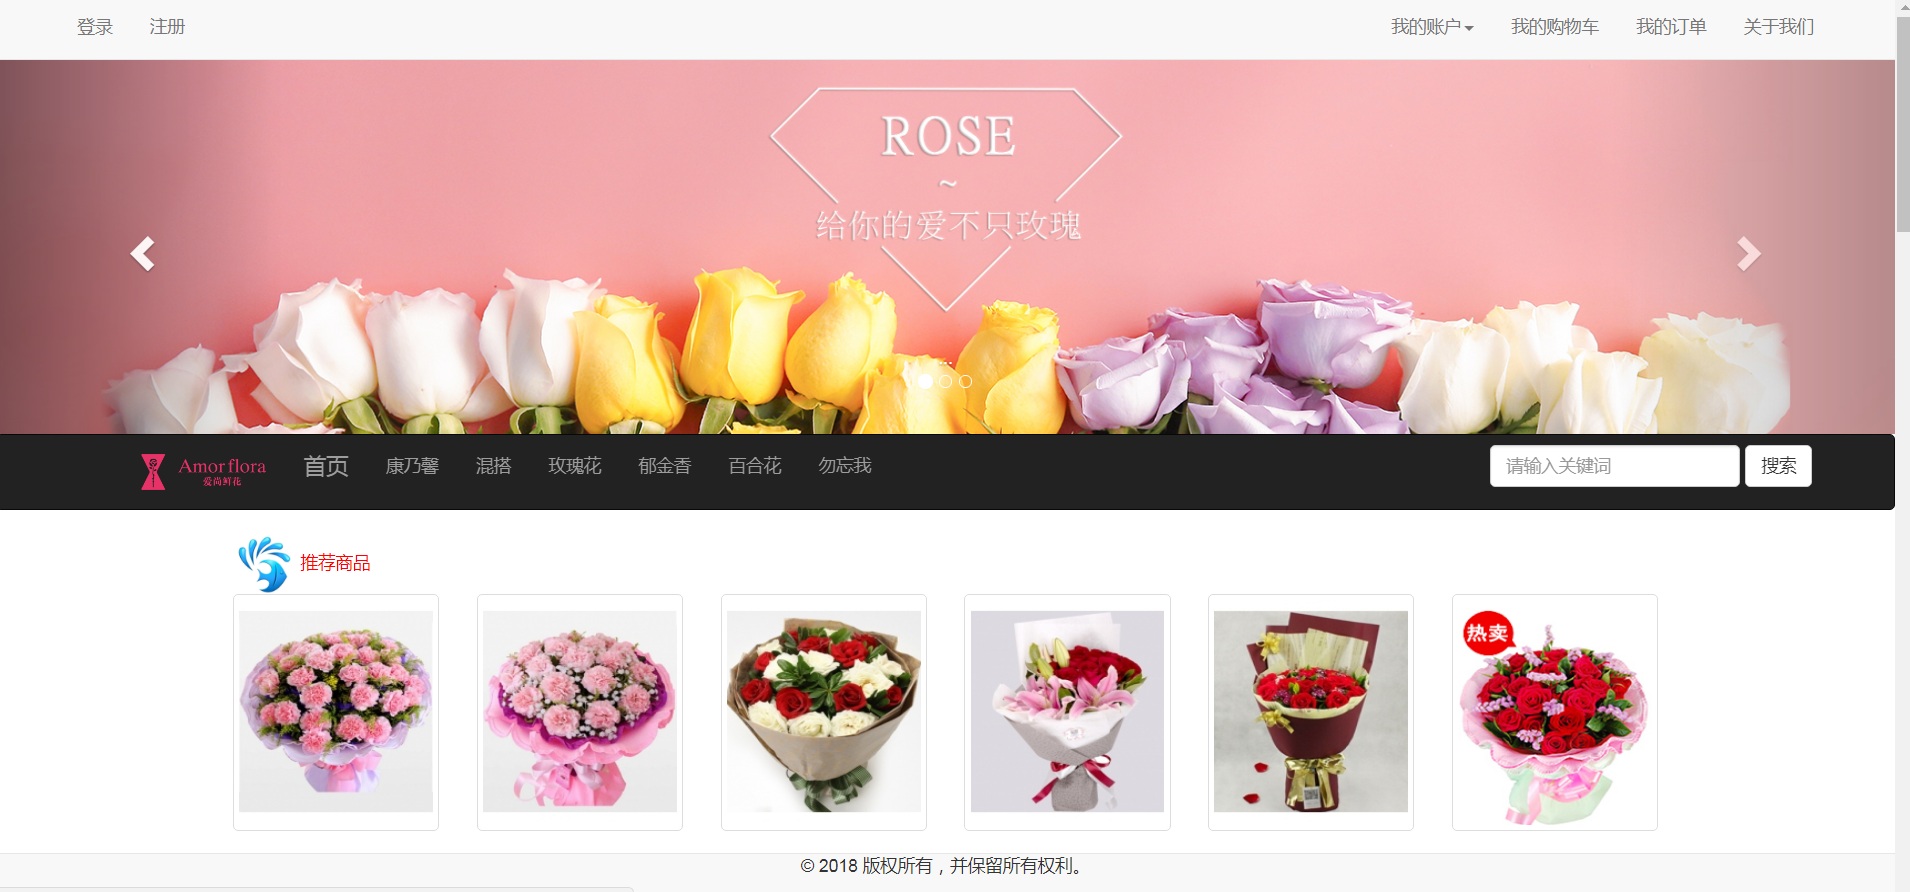 登录 注册 我的账户 我的购物车 我的订单 关于我们
ROSE
~
给你的爱不只玫瑰
...
Amor flora
爱尚鲜花
首页 康乃馨 混搭 玫瑰花 郁金香 百合花 勿忘我 请输入关键词 搜索
推荐商品
热卖
© 2018 版权所有，并保留所有权利。